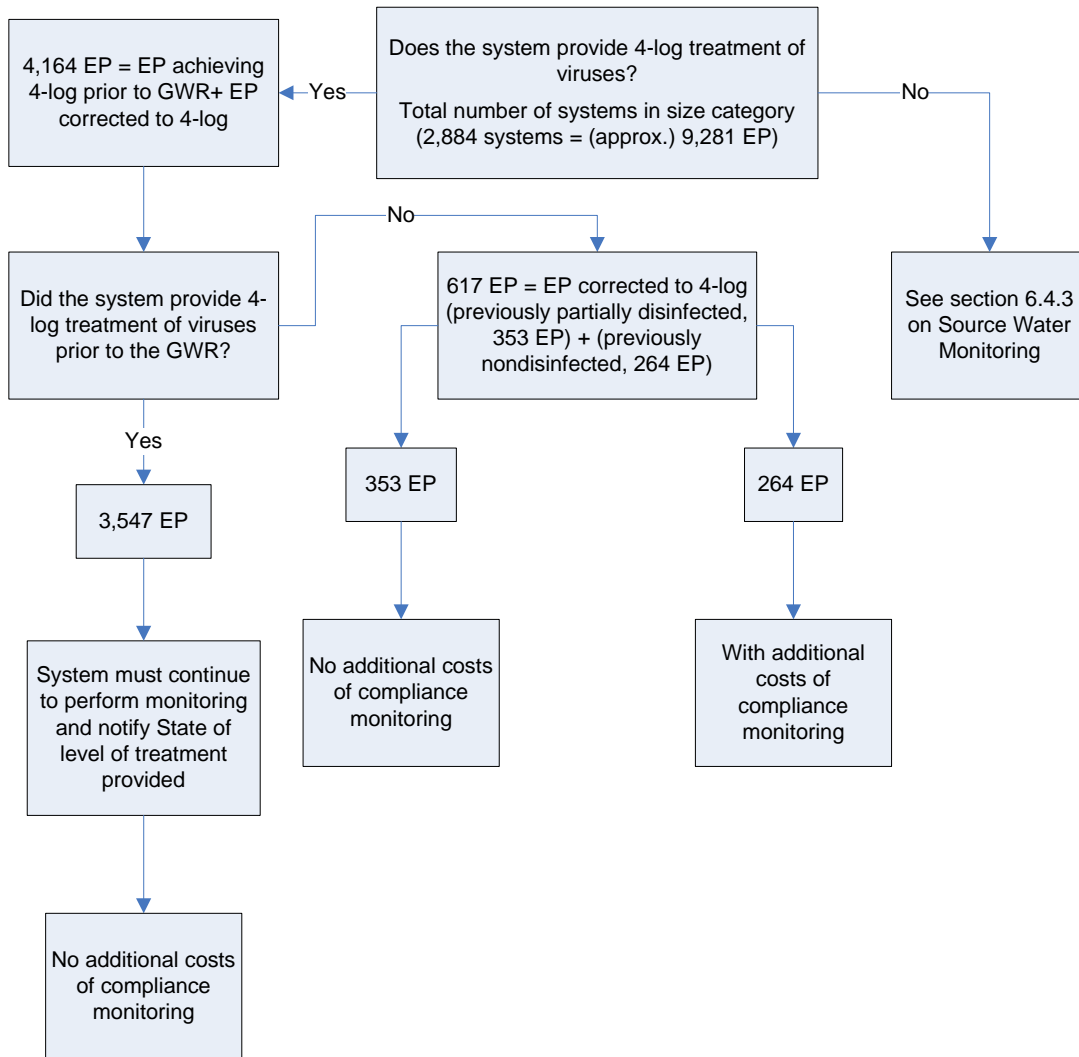 4,164 EP = EP achieving
4-log prior to GWR+ EP
corrected to 4-log
Yes
Does the system provide 4-log treatment of
viruses?
Total number of systems in size category
(2,884 systems = (approx.) 9,281 EP)
No
No
Did the system provide 4-
log treatment of viruses
prior to the GWR?
617 EP = EP corrected to 4-log
(previously partially disinfected,
353 EP) + (previously
nondisinfected, 264 EP)
See section 6.4.3
on Source Water
Monitoring
Yes
3,547 EP
353 EP
264 EP
System must continue
to perform monitoring
and notify State of
level of treatment
provided
No additional costs
of compliance
monitoring
With additional
costs of
compliance
monitoring
No additional costs
of compliance
monitoring